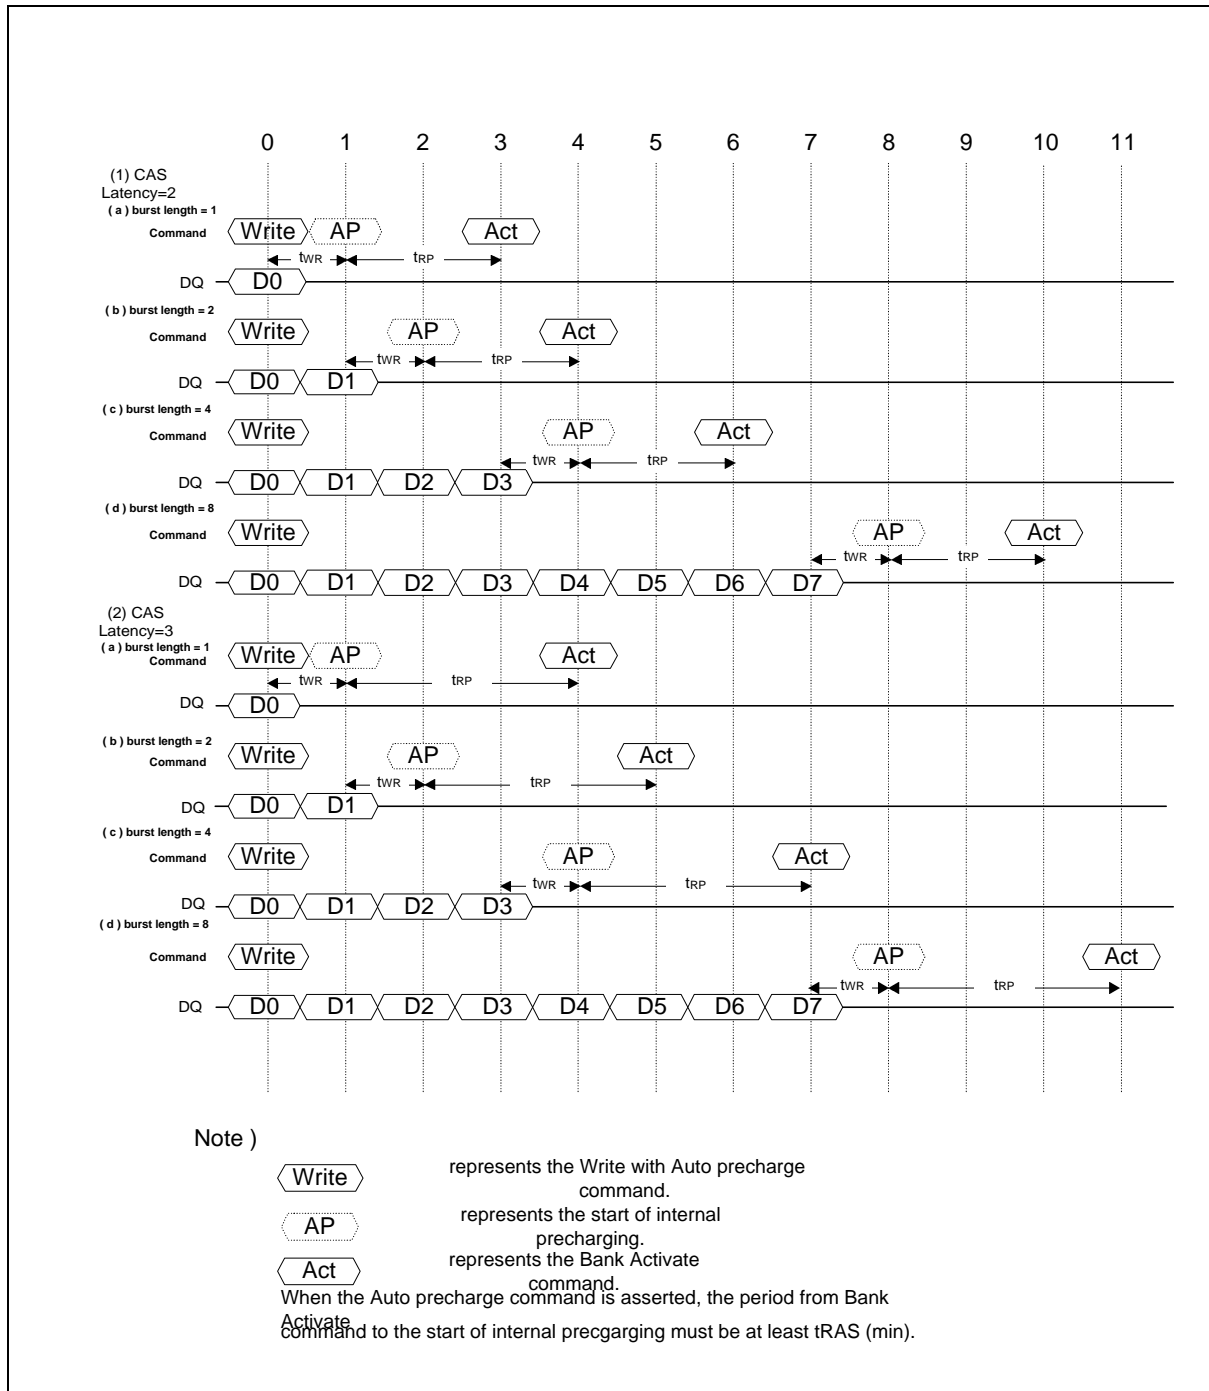 0 1 2 3 4 5 6 7 8 9 10 11
(1) CAS
Latency=2
( a ) burst length = 1
Command Write AP Act
tWR tRP
DQ D0
( b ) burst length = 2
Command Write AP Act
tWR tRP
DQ D0 D1
( c ) burst length = 4
Command Write AP Act
tWR tRP
DQ D0 D1 D2 D3
( d ) burst length = 8
Command Write AP Act
tWR tRP
DQ D0 D1 D2 D3 D4 D5 D6 D7
(2) CAS
Latency=3
( a ) burst length = 1
Command Write AP Act
tWR tRP
DQ D0
( b ) burst length = 2
Command Write AP Act
tWR tRP
DQ D0 D1
( c ) burst length = 4
Command Write AP Act
tWR tRP
DQ D0 D1 D2 D3
( d ) burst length = 8
Command Write AP Act
tWR tRP
DQ D0 D1 D2 D3 D4 D5 D6 D7
Note )
Write represents the Write with Auto precharge
command.
AP represents the start of internal
precharging.
Act represents the Bank Activate
command.
When the Auto precharge command is asserted, the period from Bank
Activate
command to the start of internal precgarging must be at least tRAS (min).